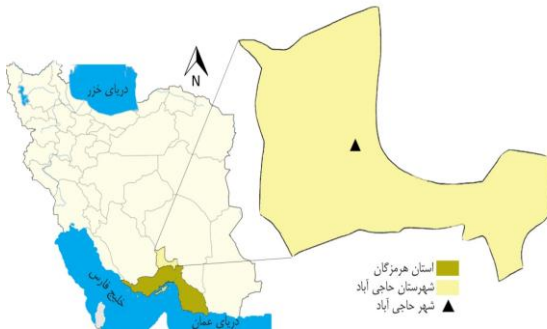 دریای خزر
N
خلیج فارس
دریای عمان
استان هرمزگان
شهرستان حاجی آباد
شهر حاجی آباد